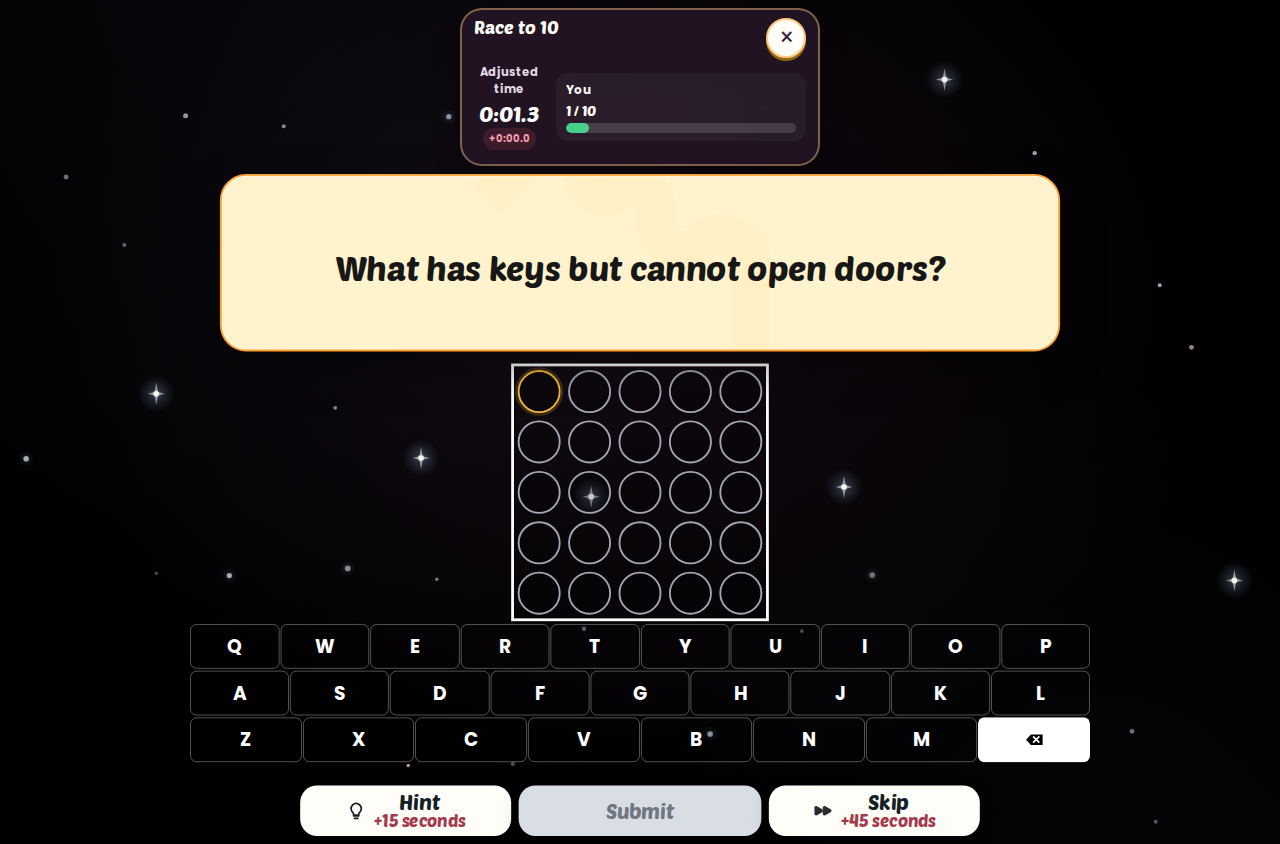 Race to 10
×
Adjusted
time
0:01.3
+0:00.0
You
1 / 10
What has keys but cannot open doors?
Q W E R T Y U I O P
A S D F G H J K L
Z X C V B N M
Hint
+15 seconds
Submit
Skip
+45 seconds